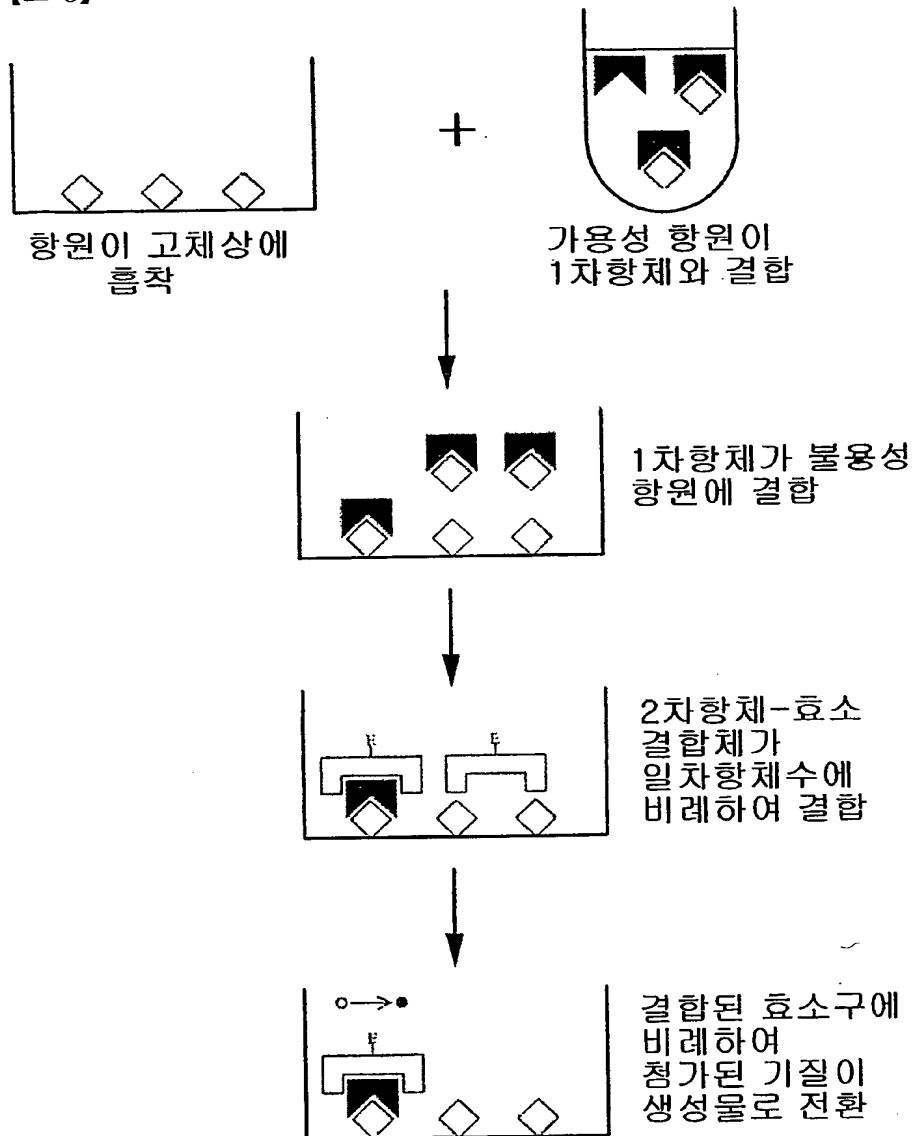 +
항원이 고체상에
흡착
가용성 항원이
1차항체와 결합
1차항체가 불용성
항원에 결합
E
E
2차항체-효소
결합체가
일차항체수에
비례하여 결합
E
결합된 효소구에
비례하여
첨가된 기질이
생성물로 전환